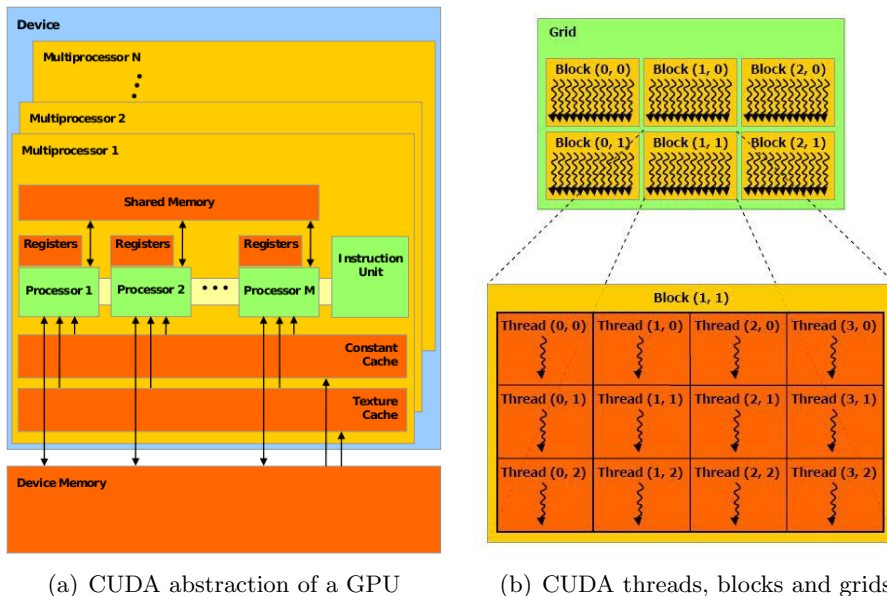 Device
Multiprocessor N
Multiprocessor 2
Multiprocessor 1
Shared Memory
Registers Registers Registers
Instruction
Unit
Processor 1 Processor 2 Processor M
Constant
Cache
Texture
Cache
Device Memory
(a) CUDA abstraction of a GPU
Grid
Block (0, 0) Block (1, 0) Block (2, 0)
Block (0, 1) Block (1, 1) Block (2, 1)
Block (1, 1)
Thread (0, 0) Thread (1, 0) Thread (2, 0) Thread (3, 0)
Thread (0, 1) Thread (1, 1) Thread (2, 1) Thread (3, 1)
Thread (0, 2) Thread (1, 2) Thread (2, 2) Thread (3, 2)
(b) CUDA threads, blocks and grids